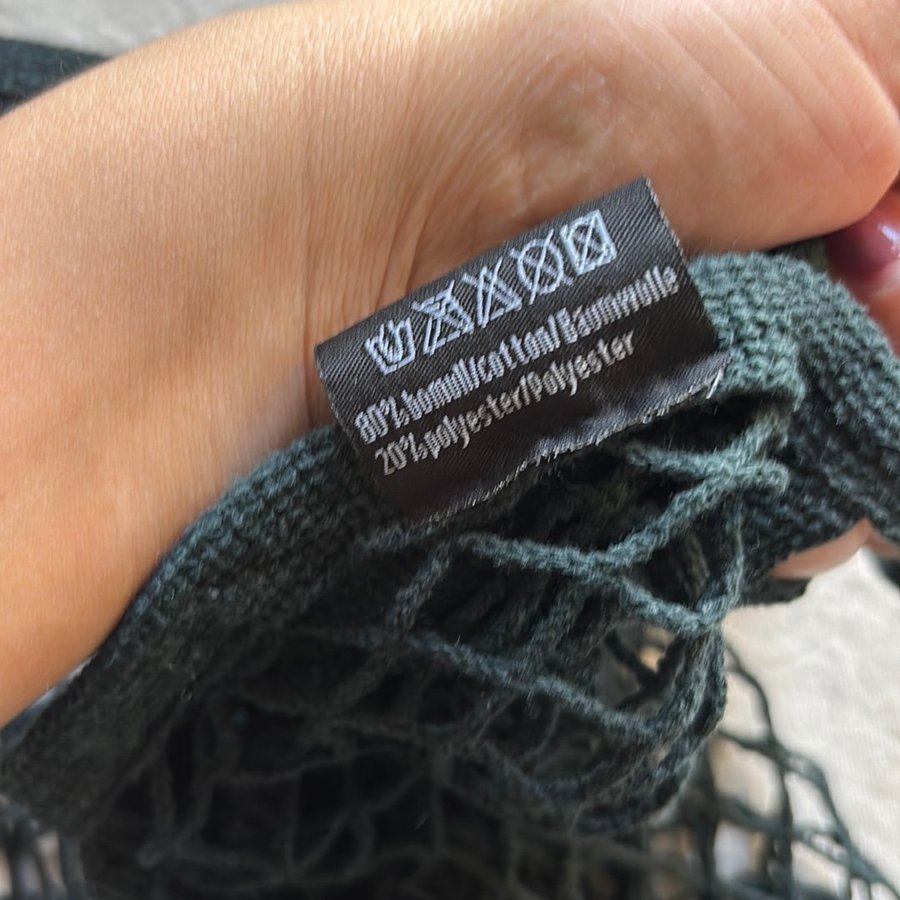 80% bomull/cotton/Baumwolle
20% polyester/Polyester